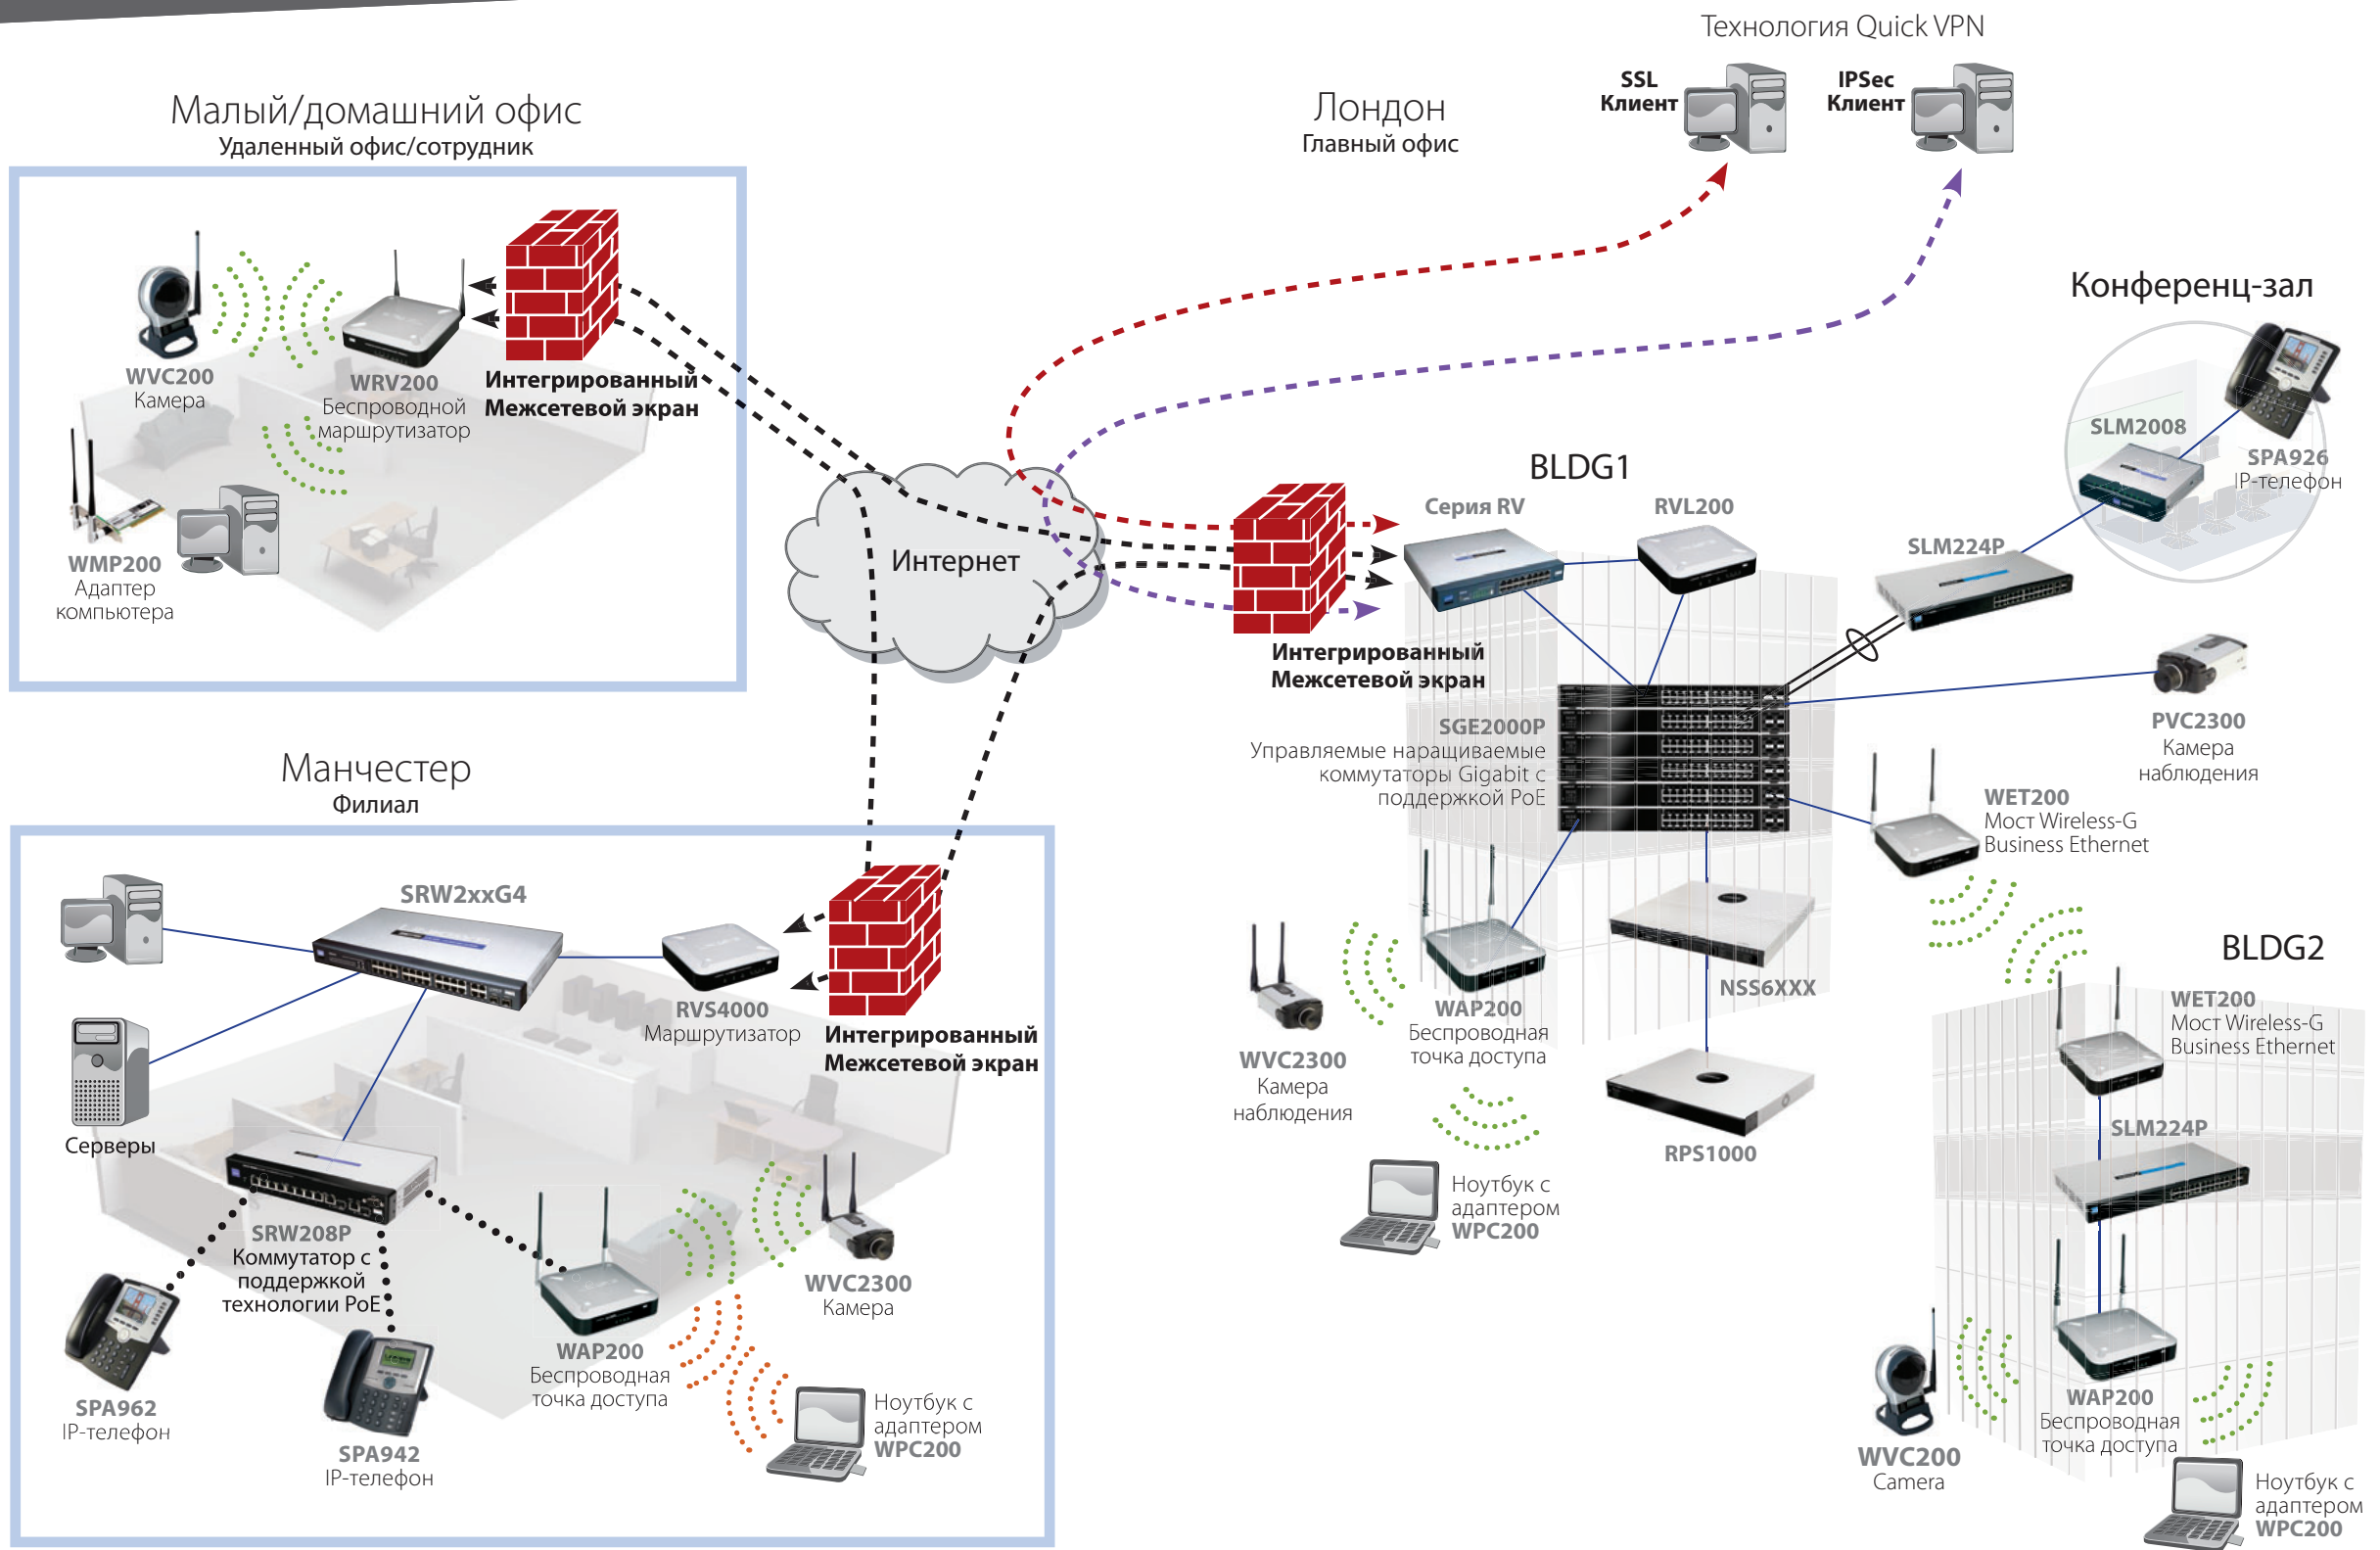 Технология Quick VPN
SSL
Клиент
IPSec
Клиент
Малый/домашний офис
Удаленный офис/сотрудник
Лондон
Главный офис
WVC200
Камера
WRV200
Беспроводной
маршрутизатор
Интегрированный
Межсетевой экран
WMP200
Адаптер
компьютера
Интернет
Конференц-зал
SLM2008
SPA926
IP-телефон
BLDG1
Серия RV
RVL200
SLM224P
Интегрированный
Межсетевой экран
SGE2000P
Управляемые наращиваемые
коммутаторы Gigabit с
поддержкой PoE
PVC2300
Камера
наблюдения
WET200
Мост Wireless-G
Business Ethernet
NSS6XXX
WAP200
Беспроводная
точка доступа
WVC2300
Камера
наблюдения
RPS1000
Ноутбук с
адаптером
WPC200
BLDG2
WET200
Мост Wireless-G
Business Ethernet
SLM224P
WAP200
Беспроводная
точка доступа
WVC200
Camera
Ноутбук с
адаптером
WPC200
Манчестер
Филиал
SRW2xxG4
RVS4000
Маршрутизатор
Интегрированный
Межсетевой экран
Серверы
SRW208P
Коммутатор с
поддержкой
технологии PoE
WVC2300
Камера
WAP200
Беспроводная
точка доступа
SPA962
IP-телефон
SPA942
IP-телефон
Ноутбук с
адаптером
WPC200